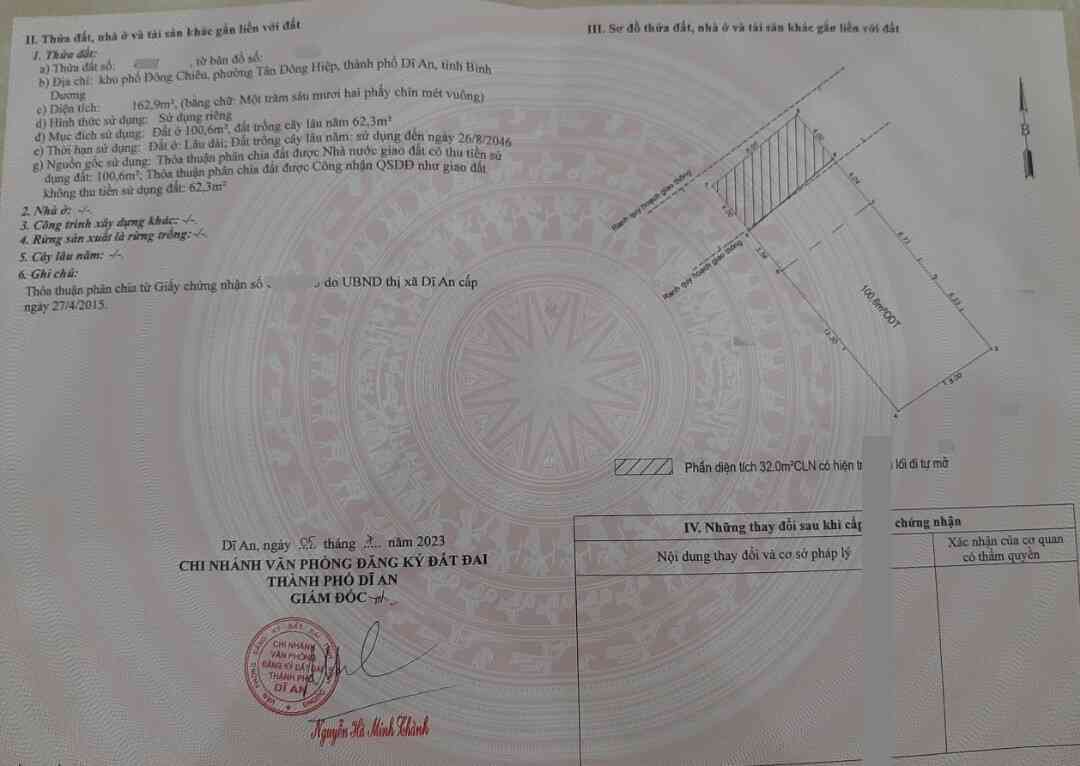 II. Thửa đất, nhà ở và tài sản khác gắn liền với đất
1. Thửa đất:
a) Thửa đất số: , tờ bản đồ số:
b) Địa chỉ: khu phố Đông Chiêu, phường Tân Đông Hiệp, thành phố Dĩ An, tỉnh Bình
Dương
c) Diện tích: 162,9m², (bằng chữ: Một trăm sáu mươi hai phẩy chín mét vuông)
d) Hình thức sử dụng: Sử dụng riêng
đ) Mục đích sử dụng: Đất ở 100,6m², đất trồng cây lâu năm 62,3m²
e) Thời hạn sử dụng: Đất ở: Lâu dài; Đất trồng cây lâu năm: sử dụng đến ngày 26/8/2046
g) Nguồn gốc sử dụng: Thỏa thuận phân chia đất được Nhà nước giao đất có thu tiền sử
dụng đất: 100,6m²; Thỏa thuận phân chia đất được Công nhận QSDĐ như giao đất
không thu tiền sử dụng đất: 62,3m²
2. Nhà ở: -/-
3. Công trình xây dựng khác: -/-
4. Rừng sản xuất là rừng trồng: -/-
5. Cây lâu năm: -/-
6. Ghi chú:
Thỏa thuận phân chia từ Giấy chứng nhận số do UBND thị xã Dĩ An cấp
ngày 27/4/2015.
Dĩ An, ngày 05 tháng năm 2023
CHI NHÁNH VĂN PHÒNG ĐĂNG KÝ ĐẤT ĐAI
THÀNH PHỐ DĨ AN
GIÁM ĐỐC
CHI NHÁNH
VĂN PHÒNG
ĐĂNG KÝ ĐẤT ĐAI
THÀNH PHỐ
DĨ AN
Nguyễn Hà Minh Thành
III. Sơ đồ thửa đất, nhà ở và tài sản khác gắn liền với đất
B
Ranh quy hoạch giao thông
Ranh quy hoạch giao thông
100.6m²ODT
8.00
Phần diện tích 32.0m²CLN có hiện lối đi tự mở
IV. Những thay đổi sau khi cấp chứng nhận
Nội dung thay đổi và cơ sở pháp lý
Xác nhận của cơ quan
có thẩm quyền